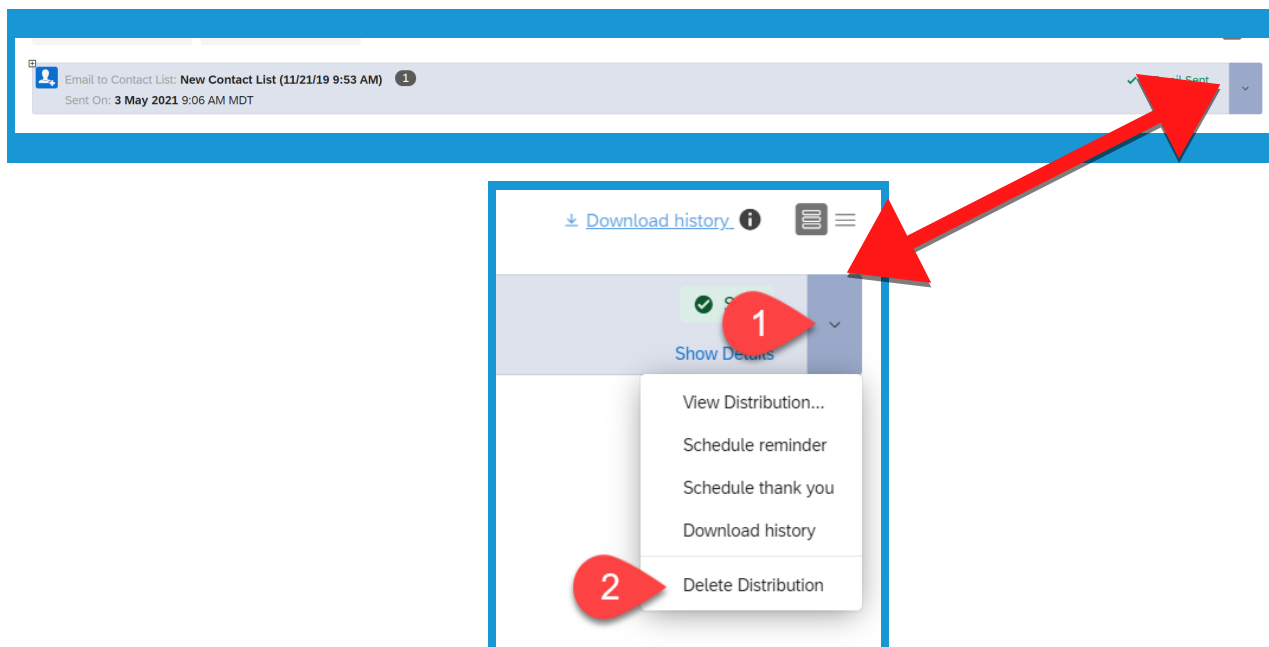 Email to Contact List: New Contact List (11/21/19 9:53 AM) 1
Sent On: 3 May 2021 9:06 AM MDT
Sent
Download history
1
Show Details
View Distribution...
Schedule reminder
Schedule thank you
Download history
2
Delete Distribution